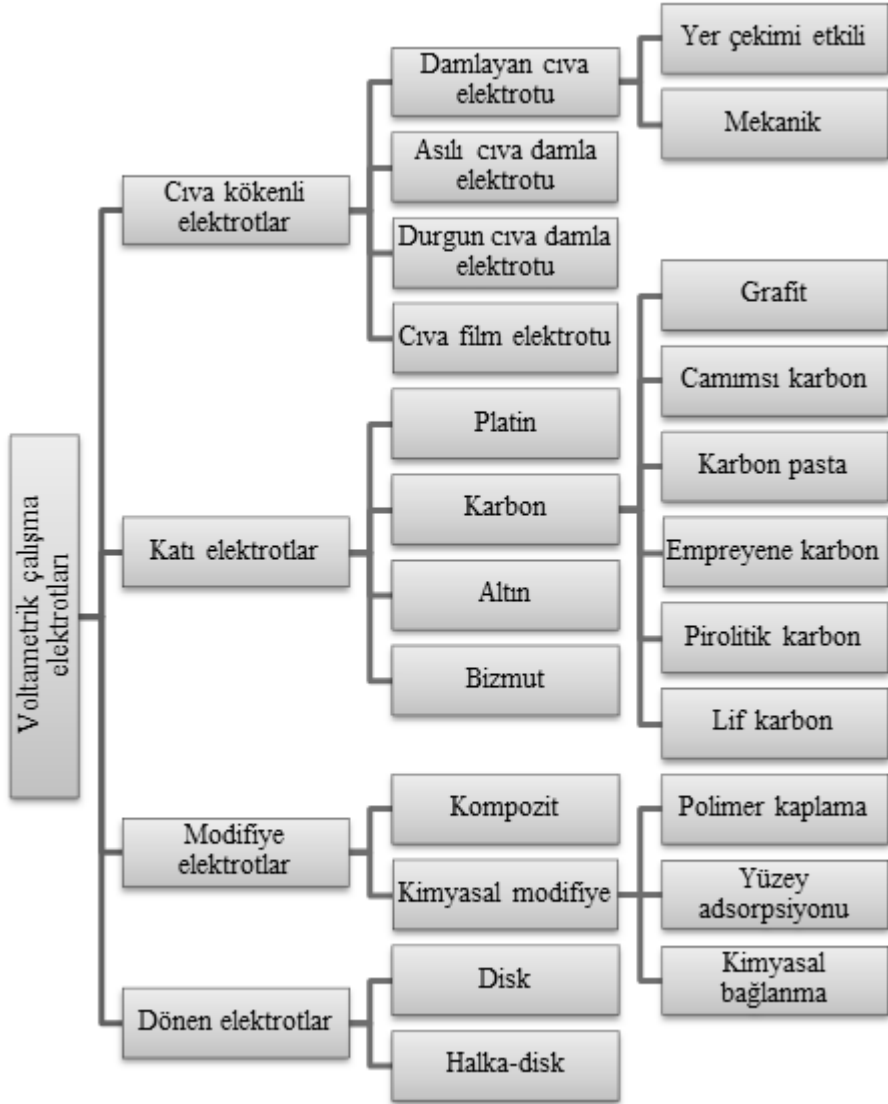 Voltametrik çalışma
elektrotları
Cıva kökenli
elektrotlar
Damlayan cıva
elektrotu
Yer çekimi etkili
Mekanik
Asılı cıva damla
elektrotu
Durgun cıva damla
elektrotu
Cıva film elektrotu
Katı elektrotlar
Platin
Karbon
Grafit
Camımsı karbon
Karbon pasta
Empreyene karbon
Pirolitik karbon
Lif karbon
Altın
Bizmut
Modifiye
elektrotlar
Kompozit
Kimyasal modifiye
Polimer kaplama
Yüzey
adsorpsiyonu
Kimyasal
bağlanma
Dönen elektrotlar
Disk
Halka-disk